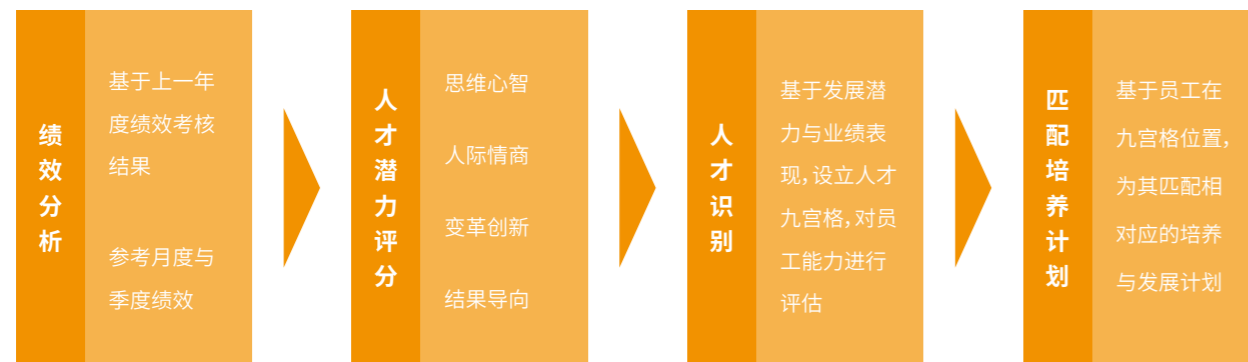 绩效分析
基于上一年
度绩效考核
结果
参考月度与
季度绩效
人才潜力评分
思维心智
人际情商
变革创新
结果导向
人才识别
基于发展潜
力与业绩表
现，设立人才
九宫格，对员
工能力进行
评估
匹配培养计划
基于员工在
九宫格位置，
为其匹配相
对应的培养
与发展计划